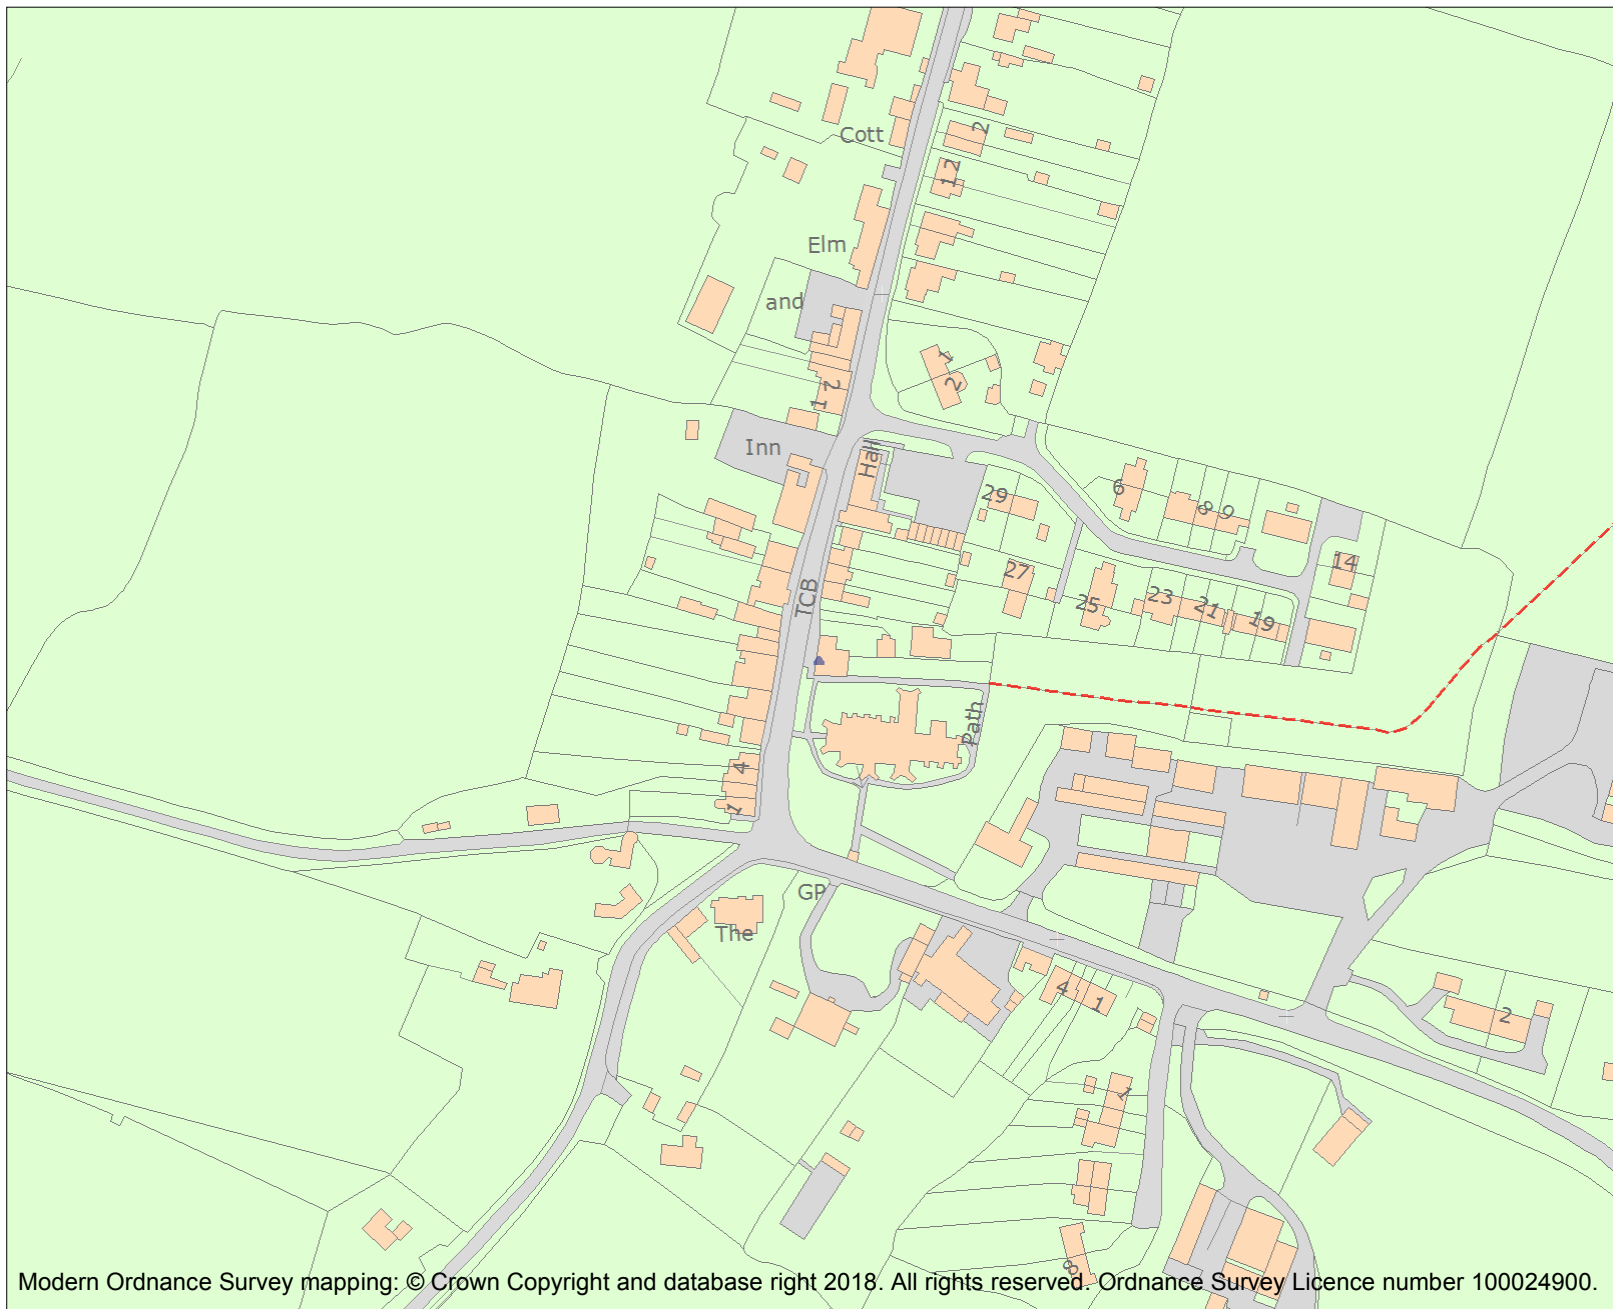 Cott
2
1 2
Elm
and
1
2
1 2
Inn
Hall
29
6
8
9
27
14
25
23
21
19
TCB
Path
4
1
GP
The
4
1
2
1
8
Modern Ordnance Survey mapping: © Crown Copyright and database right 2018. All rights reserved. Ordnance Survey Licence number 100024900.